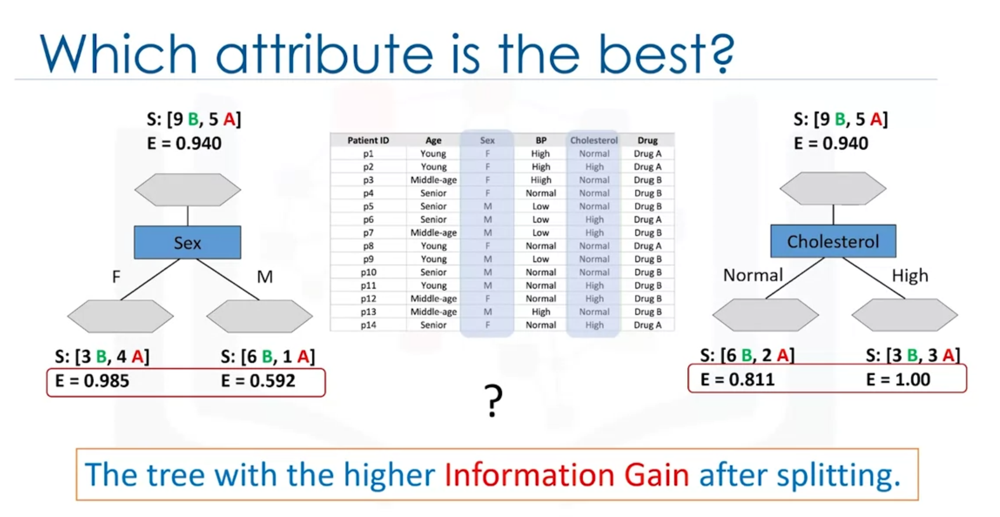 Which attribute is the best?
S: [9 B, 5 A]
E = 0.940
Sex
F
M
S: [3 B, 4 A]
S: [6 B, 1 A]
E = 0.985
E = 0.592
Patient ID Age Sex BP Cholesterol Drug
p1 Young F High Normal Drug A
p2 Young F High High Drug A
p3 Middle-age F Hiigh Normal Drug B
p4 Senior F Normal Normal Drug B
p5 Senior M Low Normal Drug B
p6 Senior M Low High Drug A
p7 Middle-age M Low High Drug B
p8 Young F Normal Normal Drug A
p9 Young M Low Normal Drug B
p10 Senior M Normal Normal Drug B
p11 Young M Normal High Drug B
p12 Middle-age F Normal High Drug B
p13 Middle-age M High Normal Drug B
p14 Senior F Normal High Drug A
?
S: [9 B, 5 A]
E = 0.940
Cholesterol
Normal
High
S: [6 B, 2 A]
S: [3 B, 3 A]
E = 0.811
E = 1.00
The tree with the higher Information Gain after splitting.